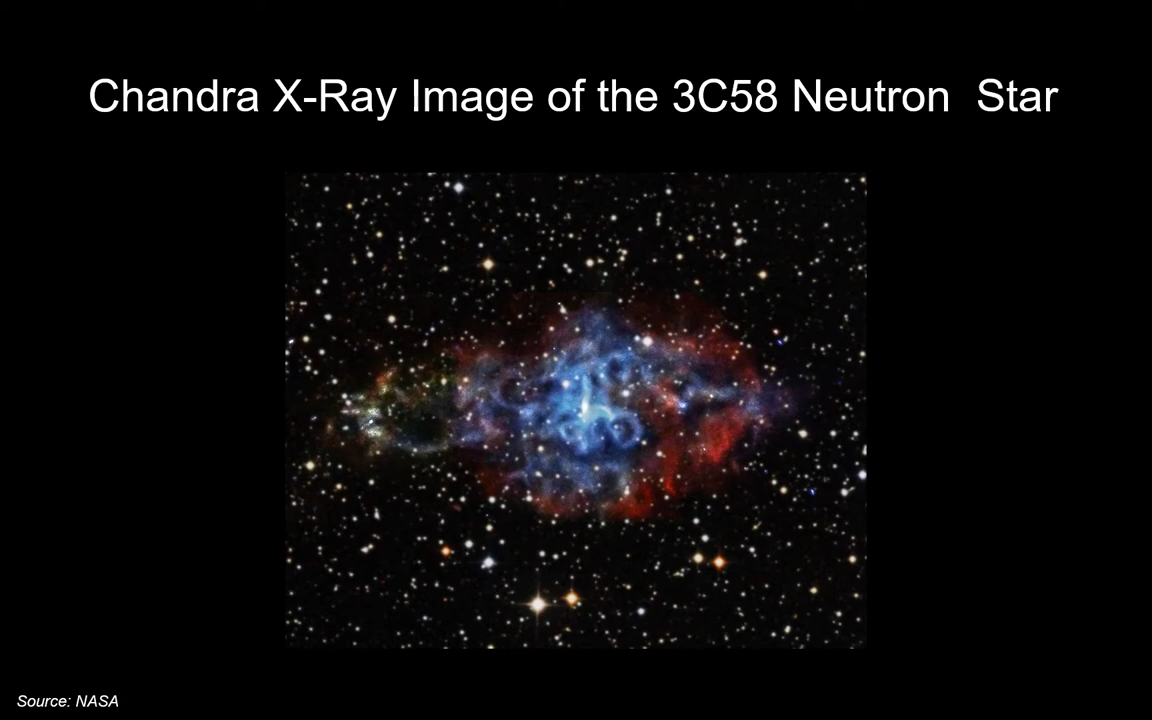 Chandra X-Ray Image of the 3C58 Neutron  Star
Source: NASA